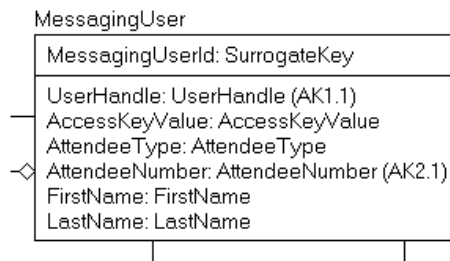 MessagingUser
MessagingUserId: SurrogateKey
UserHandle: UserHandle (AK1.1)
AccessKeyValue: AccessKeyValue
AttendeeType: AttendeeType
AttendeeNumber: AttendeeNumber (AK2.1)
FirstName: FirstName
LastName: LastName